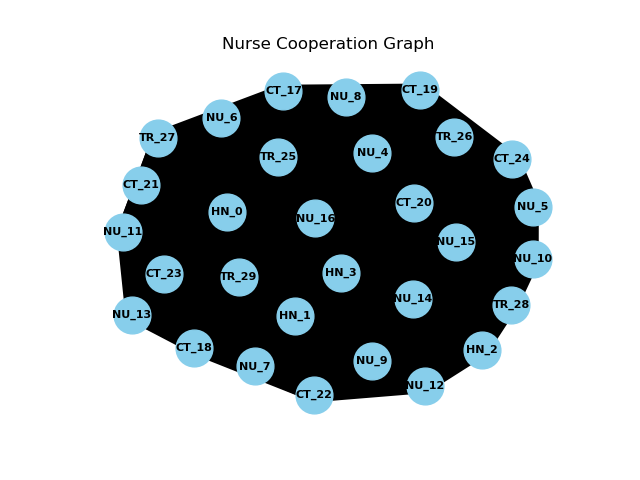 Nurse Cooperation Graph
CT_17
NU_8
CT_19
NU_6
TR_27
TR_26
TR_25
NU_4
CT_24
CT_21
HN_0
NU_16
CT_20
NU_5
NU_11
NU_15
NU_10
CT_23
TR_29
HN_3
NU_14
TR_28
NU_13
HN_1
CT_18
HN_2
NU_7
NU_9
NU_12
CT_22